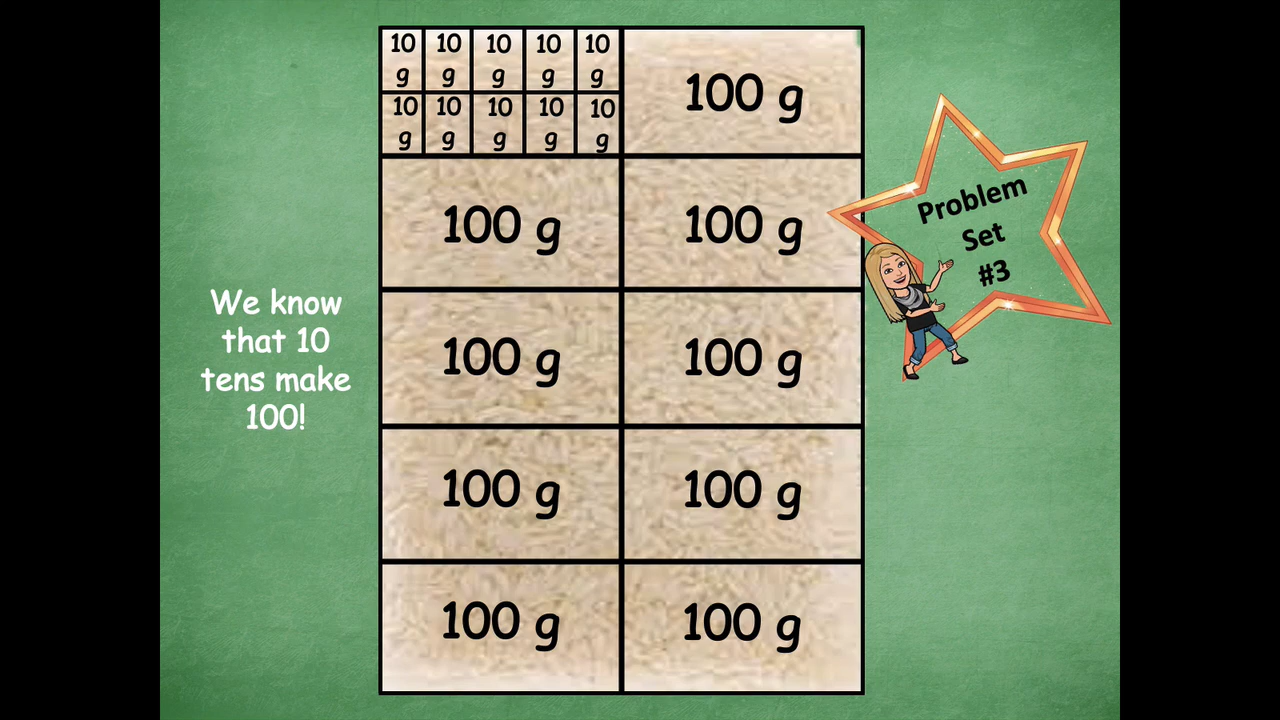 10 10 10 10 10
g g g g g
10 10 10 10 10
g g g g g
100 g
100 g 100 g
100 g 100 g
100 g 100 g
100 g 100 g
We know
that 10
tens make
100!
Problem
Set
#3